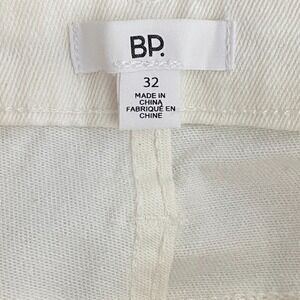 BP.
32
MADE IN
CHINA
FABRIQUÉ EN
CHINE